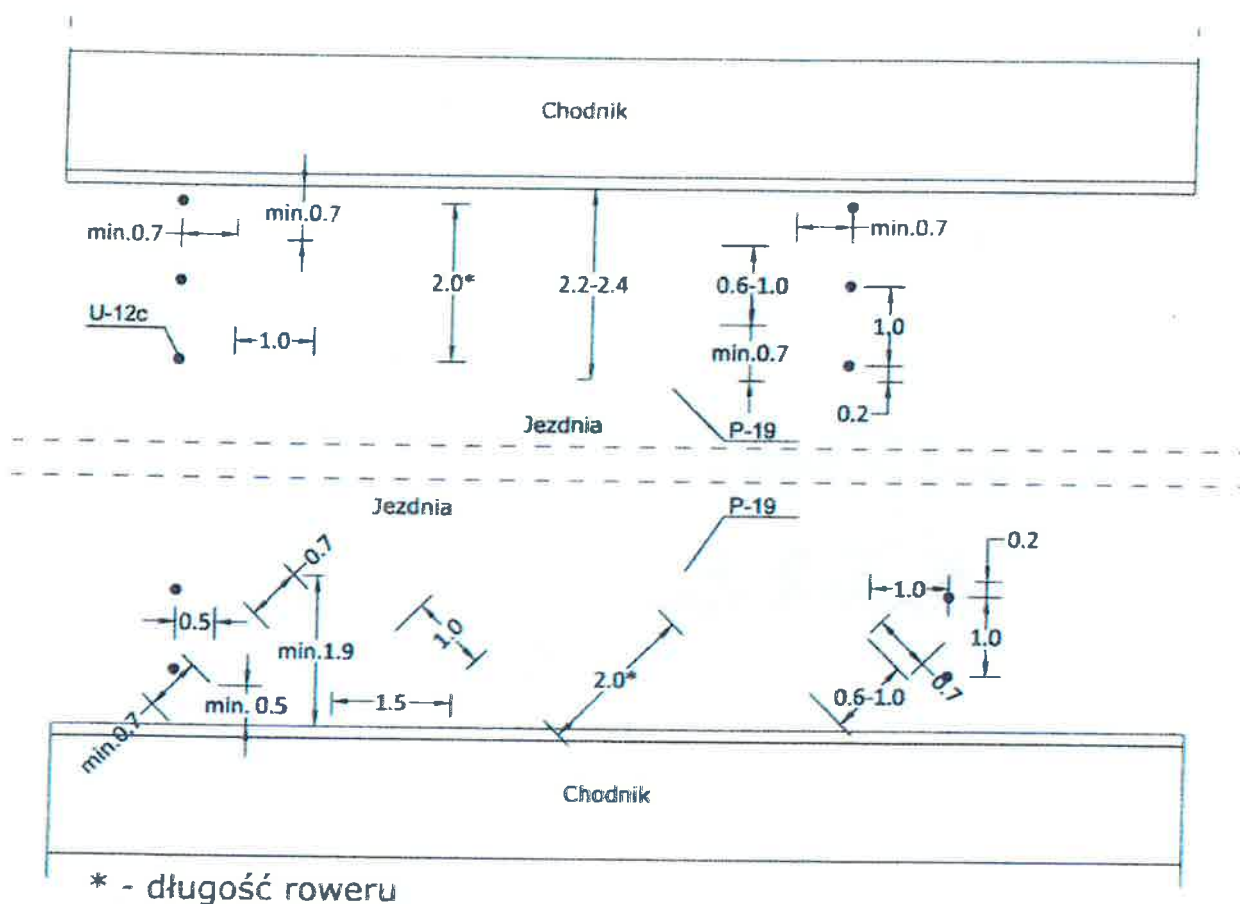 Chodnik
min.0.7
min.0.7
min.0.7
2.0*
2.2-2.4
0.6-1.0
U-12c
1.0
1.0
min.0.7
0.2
Jezdnia
P-19
Jezdnia
P-19
0.7
0.2
1.0
0.5
1.0
1.0
min.1.9
2.0*
min. 0.5
1.5
0.6-1.0
0.7
min.0.7
Chodnik
* - długość roweru